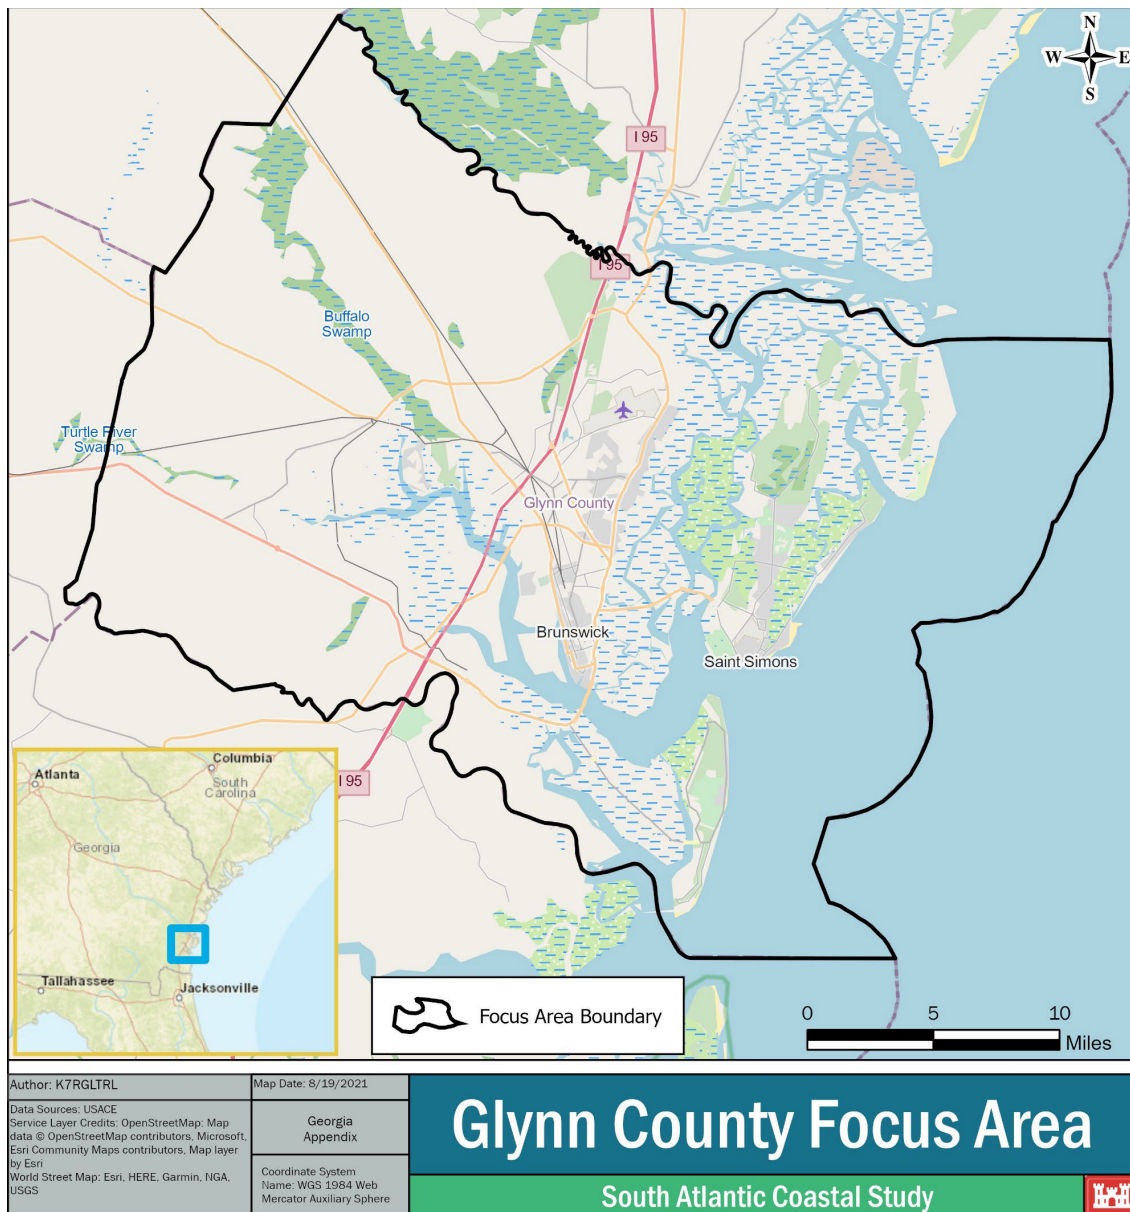 N
W E
S
I 95
I 95
Buffalo
Swamp
Turtle River
Swamp
Glynn County
Brunswick
Saint Simons
I 95
Columbia
Atlanta
South
Carolina
Georgia
Tallahassee
Jacksonville
Focus Area Boundary
0 5 10
Miles
Author: K7RGLTRL
Data Sources: USACE
Service Layer Credits: OpenStreetMap: Map
data © OpenStreetMap contributors, Microsoft,
Esri Community Maps contributors, Map layer
by Esri
World Street Map: Esri, HERE, Garmin, NGA,
USGS
Map Date: 8/19/2021
Georgia
Appendix
Coordinate System
Name: WGS 1984 Web
Mercator Auxiliary Sphere
Glynn County Focus Area
South Atlantic Coastal Study